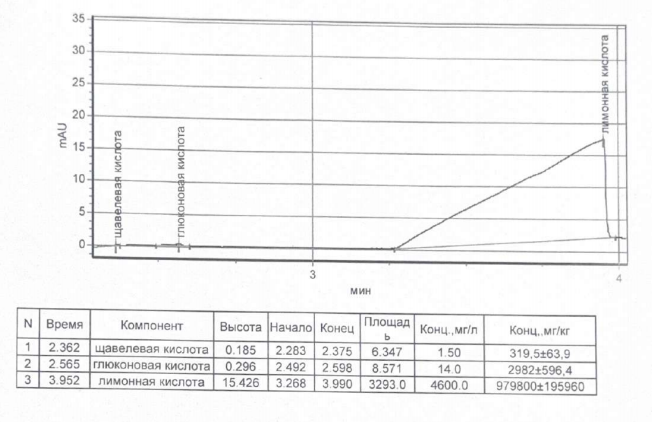 35
30
25
20
15
10
5
0
mAU
щавелевая кислота
глюконовая кислота
лимонная кислота
3
4
мин
N Время Компонент Высота Начало Конец Площадь Конц.,мг/л Конц,.мг/кг
1 2.362 щавелевая кислота 0.185 2.283 2.375 6.347 1.50 319,5±63,9
2 2.565 глюконовая кислота 0.296 2.492 2.598 8.571 14.0 2982±596,4
3 3.952 лимонная кислота 15.426 3.268 3.990 3293.0 4600.0 979800±195960